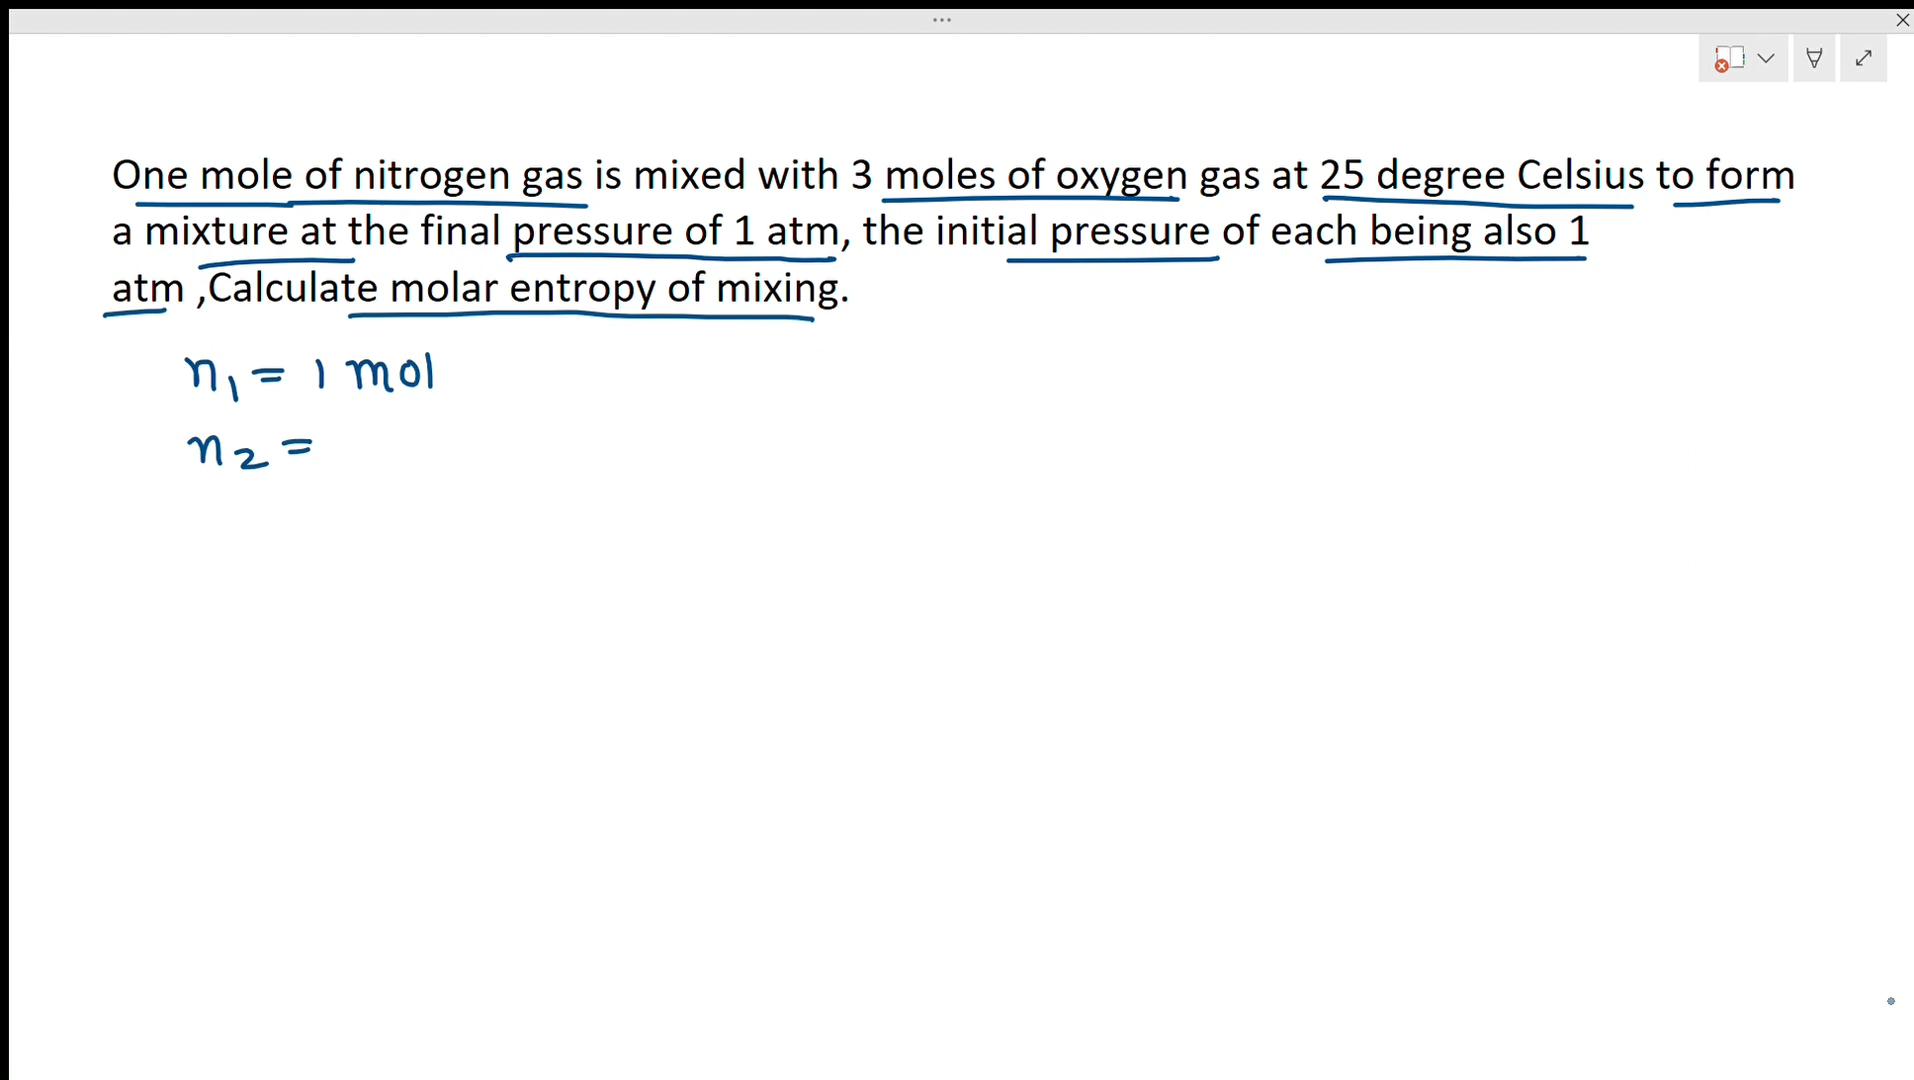 One mole of nitrogen gas is mixed with 3 moles of oxygen gas at 25 degree Celsius to form
a mixture at the final pressure of 1 atm, the initial pressure of each being also 1
atm ,Calculate molar entropy of mixing.
n₁ = 1 mol
n₂ =